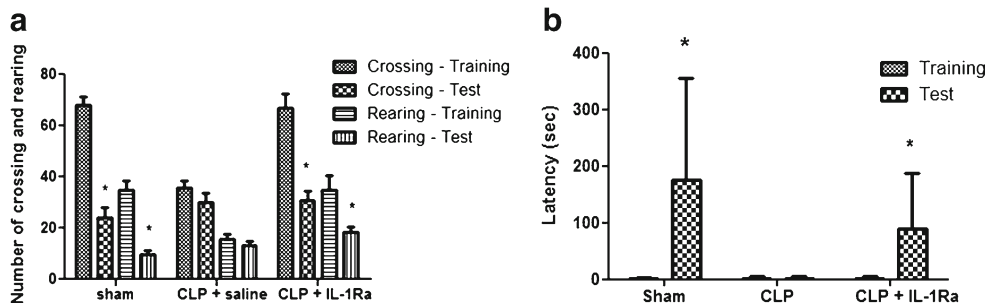 a
Number of crossing and rearing
80
60
40
20
0
Crossing - Training
Crossing - Test
Rearing - Training
Rearing - Test
*
*
*
*
sham
CLP + saline
CLP + IL-1Ra
b
Latency (sec)
400
300
200
100
0
Training
Test
*
*
Sham
CLP
CLP + IL-1Ra